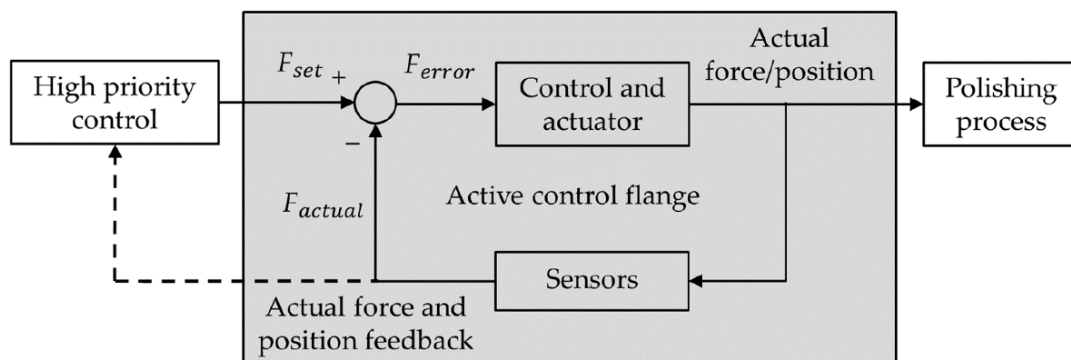 High priority
control
F_set +
F_error
−
F_actual
Control and
actuator
Actual
force/position
Polishing
process
Active control flange
Sensors
Actual force and
position feedback